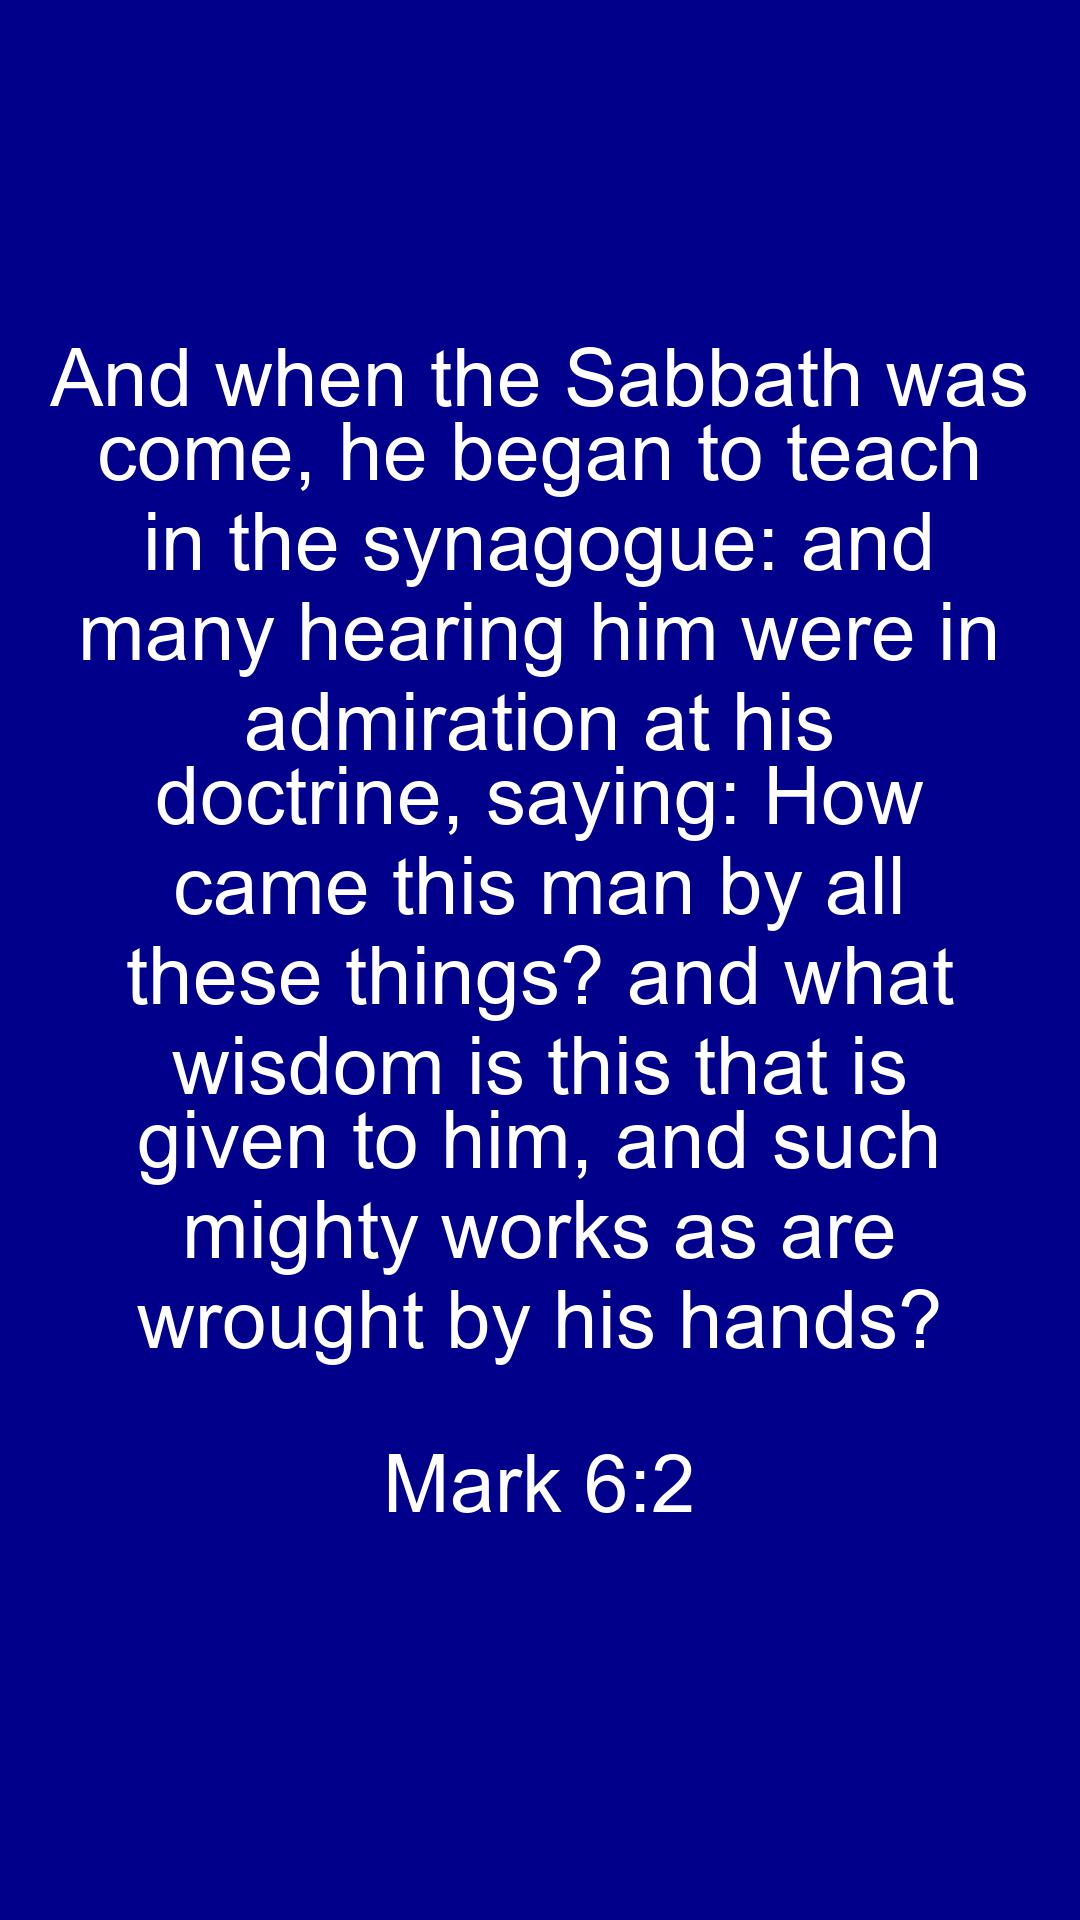 And when the Sabbath was
come, he began to teach
in the synagogue: and
many hearing him were in
admiration at his
doctrine, saying: How
came this man by all
these things? and what
wisdom is this that is
given to him, and such
mighty works as are
wrought by his hands?
Mark 6:2